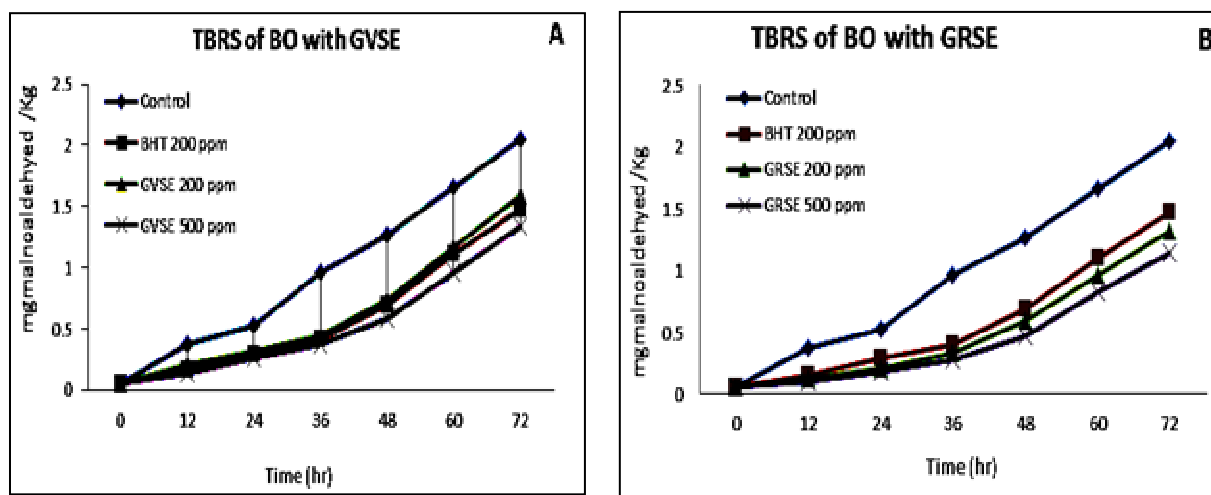 TBRS of BO with GVSE
A
mg malnoaldehyed /Kg
2.5
2
1.5
1
0.5
0
Control
BHT 200 ppm
GVSE 200 ppm
GVSE 500 ppm
0 12 24 36 48 60 72
Time (hr)
TBRS of BO with GRSE
B
mg malnoaldehyed /Kg
2.5
2
1.5
1
0.5
0
Control
BHT 200 ppm
GRSE 200 ppm
GRSE 500 ppm
0 12 24 36 48 60 72
Time (hr)